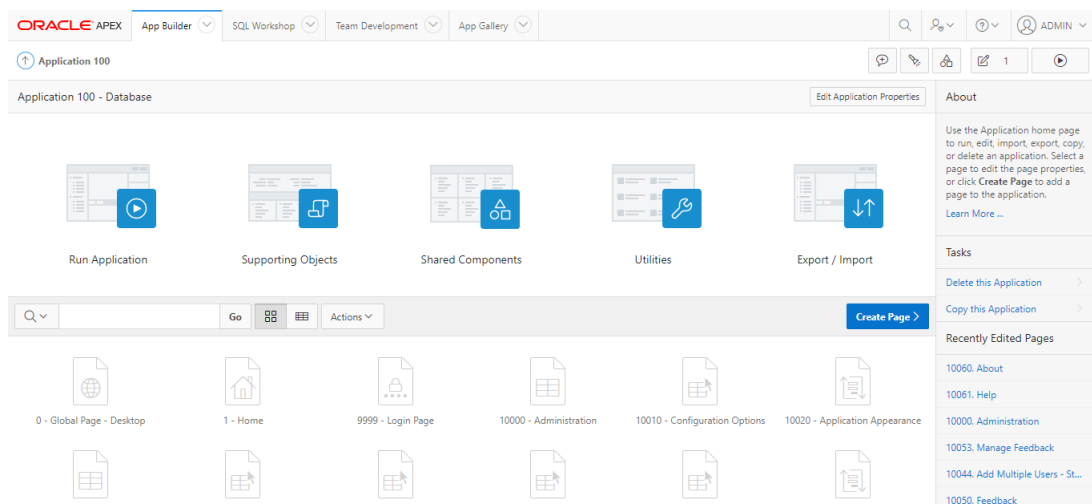 ORACLE APEX App Builder SQL Workshop Team Development App Gallery ADMIN
Application 100 1
Application 100 - Database Edit Application Properties
About
Use the Application home page
to run, edit, import, export, copy,
or delete an application. Select a
page to edit the page properties,
or click Create Page to add a
page to the application.
Learn More ...
Run Application Supporting Objects Shared Components Utilities Export / Import
Tasks
Delete this Application
Copy this Application
Go Actions Create Page
Recently Edited Pages
10060. About
10061. Help
10000. Administration
10053. Manage Feedback
10044. Add Multiple Users - St...
10050. Feedback
0 - Global Page - Desktop 1 - Home 9999 - Login Page 10000 - Administration 10010 - Configuration Options 10020 - Application Appearance